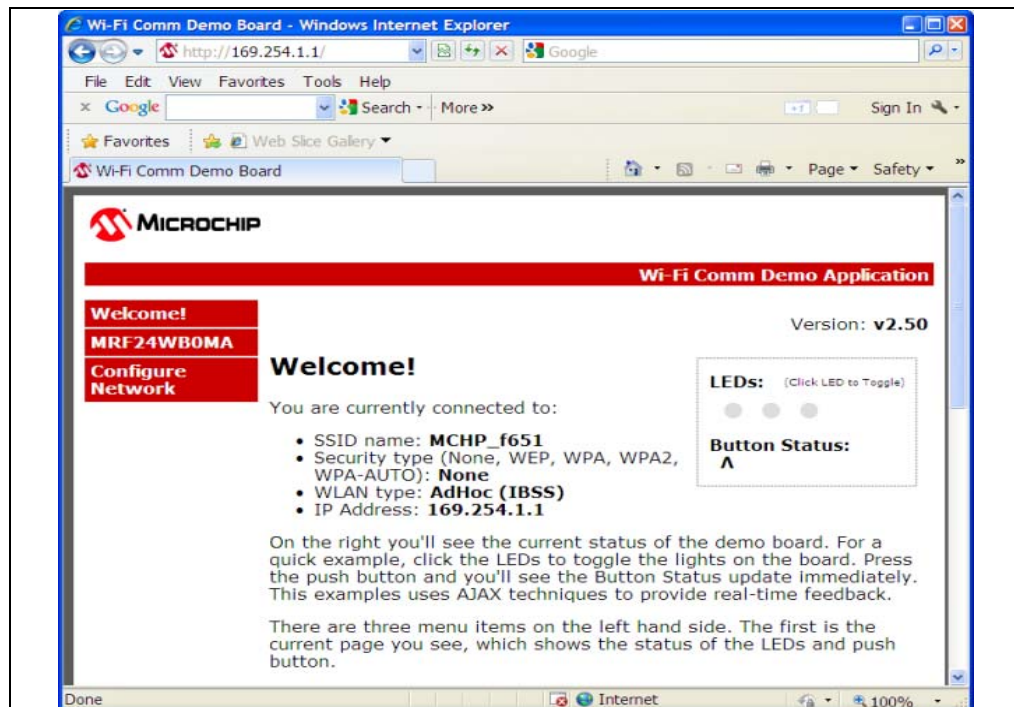 Wi-Fi Comm Demo Board - Windows Internet Explorer
http://169.254.1.1/
Google
File Edit View Favorites Tools Help
x Google Search More »
Sign In
Favorites Web Slice Gallery
Wi-Fi Comm Demo Board
Page Safety »
MICROCHIP
Wi-Fi Comm Demo Application
Welcome!
MRF24WB0MA
Configure
Network
Version: v2.50
Welcome!
You are currently connected to:
• SSID name: MCHP_f651
• Security type (None, WEP, WPA, WPA2,
WPA-AUTO): None
• WLAN type: AdHoc (IBSS)
• IP Address: 169.254.1.1
LEDs: (Click LED to Toggle)
Button Status:
Λ
On the right you'll see the current status of the demo board. For a
quick example, click the LEDs to toggle the lights on the board. Press
the push button and you'll see the Button Status update immediately.
This examples uses AJAX techniques to provide real-time feedback.
There are three menu items on the left hand side. The first is the
current page you see, which shows the status of the LEDs and push
button.
Done
Internet
100%